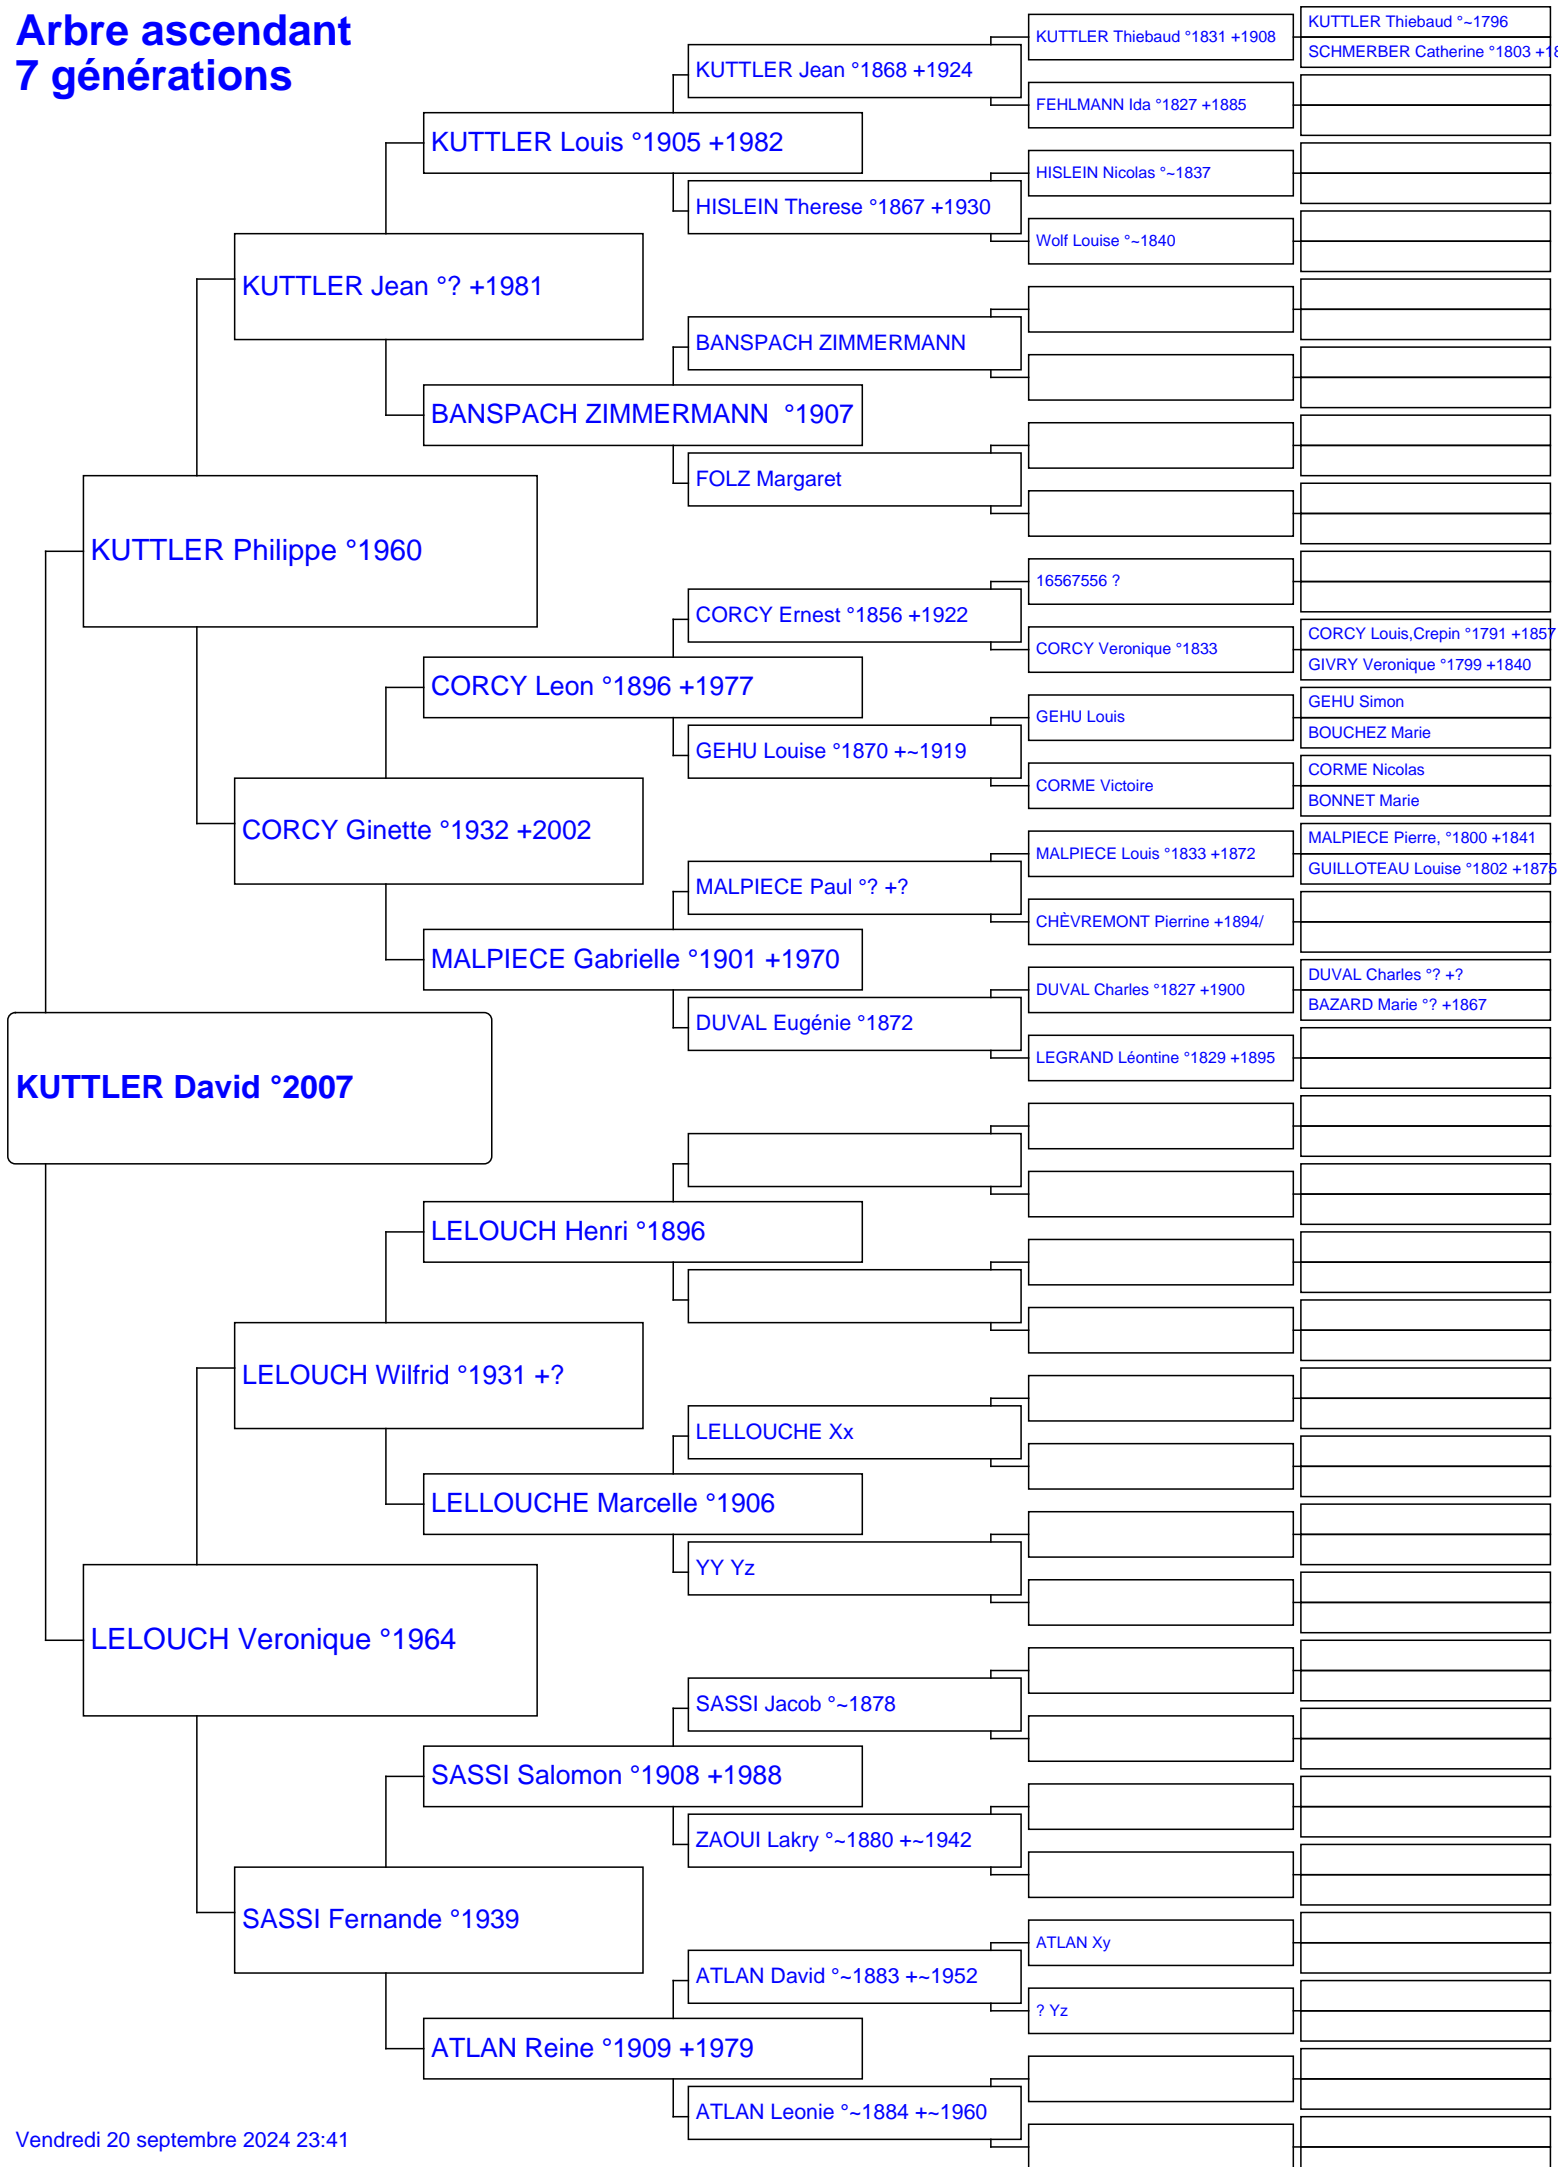 Arbre ascendant
7 générations
KUTTLER Thiebaud °~1796
KUTTLER Thiebaud °1831 +1908
SCHMERBER Catherine °1803 +18
KUTTLER Jean °1868 +1924
FEHLMANN Ida °1827 +1885
KUTTLER Louis °1905 +1982
HISLEIN Nicolas °~1837
HISLEIN Therese °1867 +1930
Wolf Louise °~1840
KUTTLER Jean °? +1981
BANSPACH ZIMMERMANN
BANSPACH ZIMMERMANN  °1907
FOLZ Margaret
KUTTLER Philippe °1960
16567556 ?
CORCY Ernest °1856 +1922
CORCY Louis,Crepin °1791 +1857
CORCY Veronique °1833
GIVRY Veronique °1799 +1840
CORCY Leon °1896 +1977
GEHU Simon
GEHU Louis
BOUCHEZ Marie
GEHU Louise °1870 +~1919
CORME Nicolas
CORME Victoire
BONNET Marie
CORCY Ginette °1932 +2002
MALPIECE Pierre, °1800 +1841
MALPIECE Louis °1833 +1872
GUILLOTEAU Louise °1802 +1875
MALPIECE Paul °? +?
CHÈVREMONT Pierrine +1894/
MALPIECE Gabrielle °1901 +1970
DUVAL Charles °? +?
DUVAL Charles °1827 +1900
BAZARD Marie °? +1867
DUVAL Eugénie °1872
LEGRAND Léontine °1829 +1895
KUTTLER David °2007
LELOUCH Henri °1896
LELOUCH Wilfrid °1931 +?
LELLOUCHE Xx
LELLOUCHE Marcelle °1906
YY Yz
LELOUCH Veronique °1964
SASSI Jacob °~1878
SASSI Salomon °1908 +1988
ZAOUI Lakry °~1880 +~1942
SASSI Fernande °1939
ATLAN Xy
ATLAN David °~1883 +~1952
? Yz
ATLAN Reine °1909 +1979
ATLAN Leonie °~1884 +~1960
Vendredi 20 septembre 2024 23:41